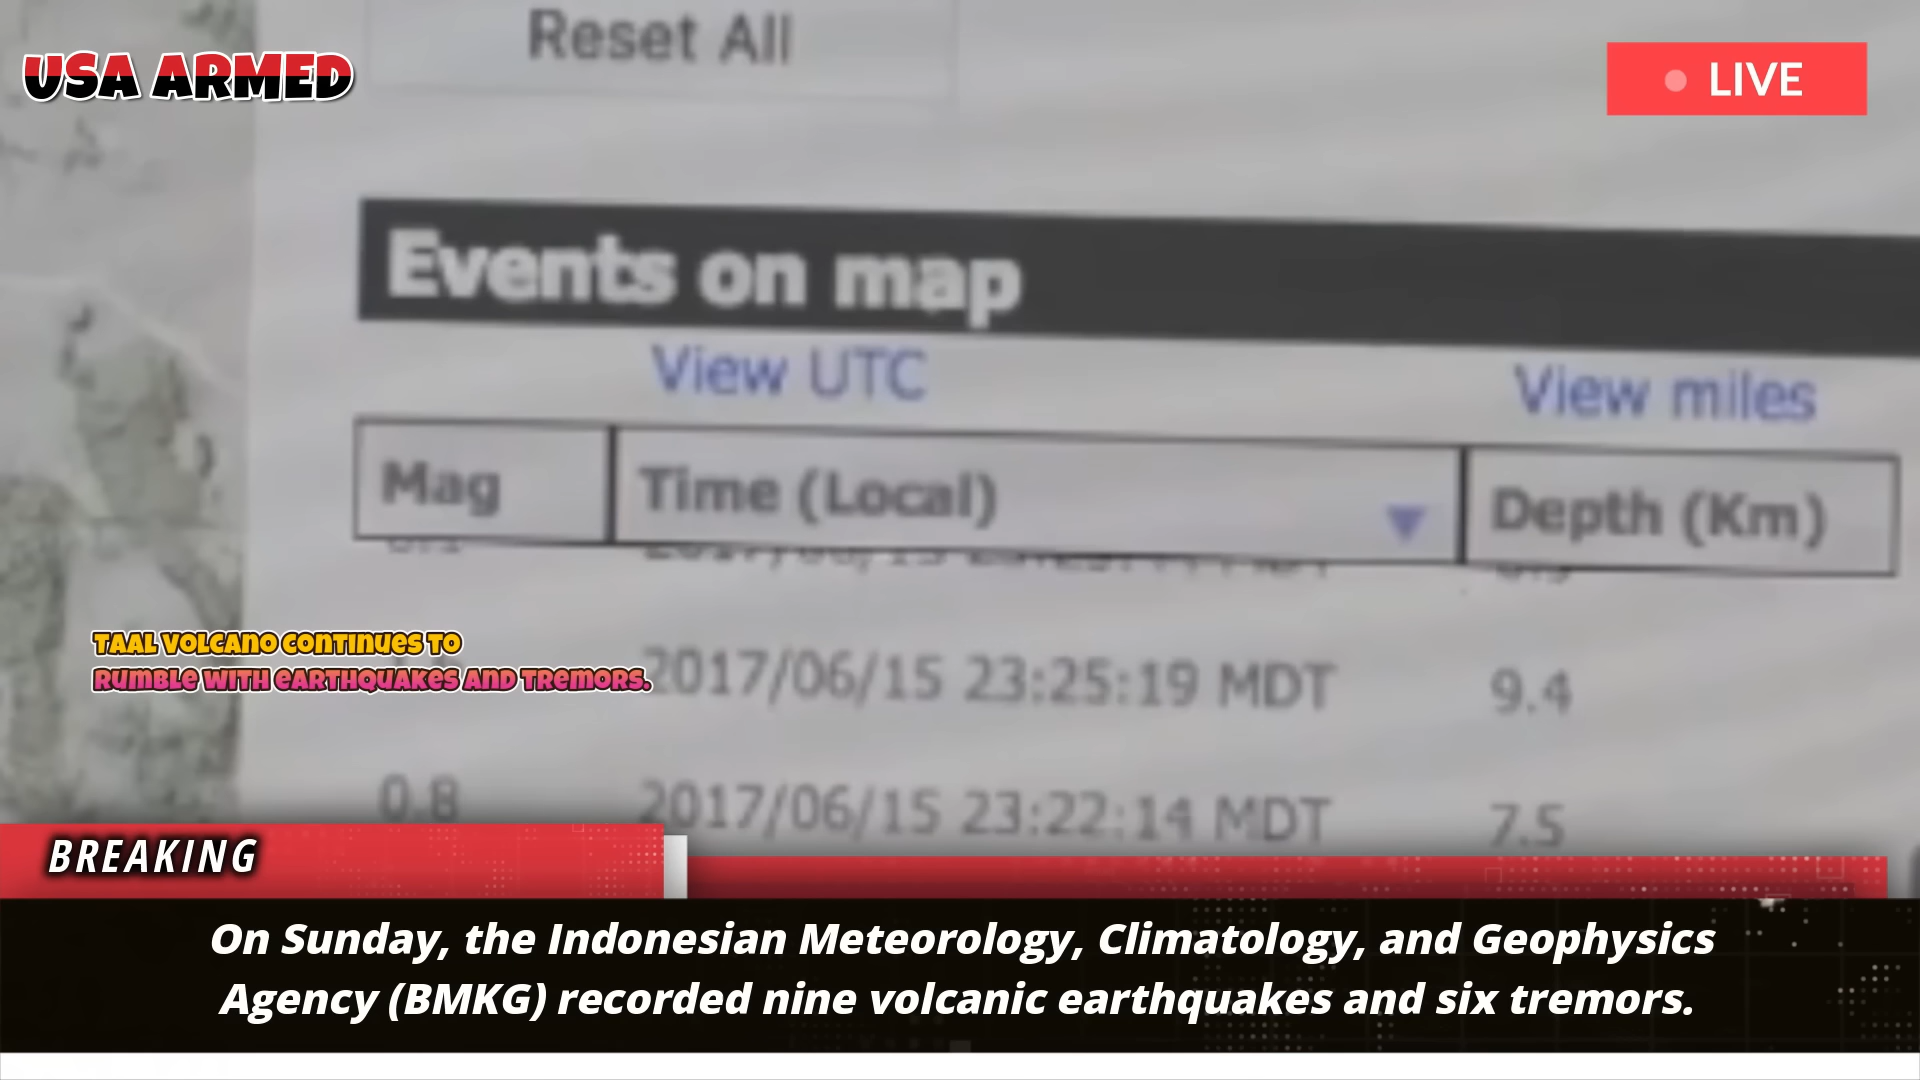 Reset All
USA ARMED
LIVE
Events on map
View UTC View miles
Mag Time (Local) Depth (Km)
TAAL VOLCANO CONTINUES TO
RUMBLE WITH EARTHQUAKES AND TREMORS.
2017/06/15 23:25:19 MDT 9.4
0.8 2017/06/15 23:22:14 MDT 7.5
BREAKING
On Sunday, the Indonesian Meteorology, Climatology, and Geophysics
Agency (BMKG) recorded nine volcanic earthquakes and six tremors.